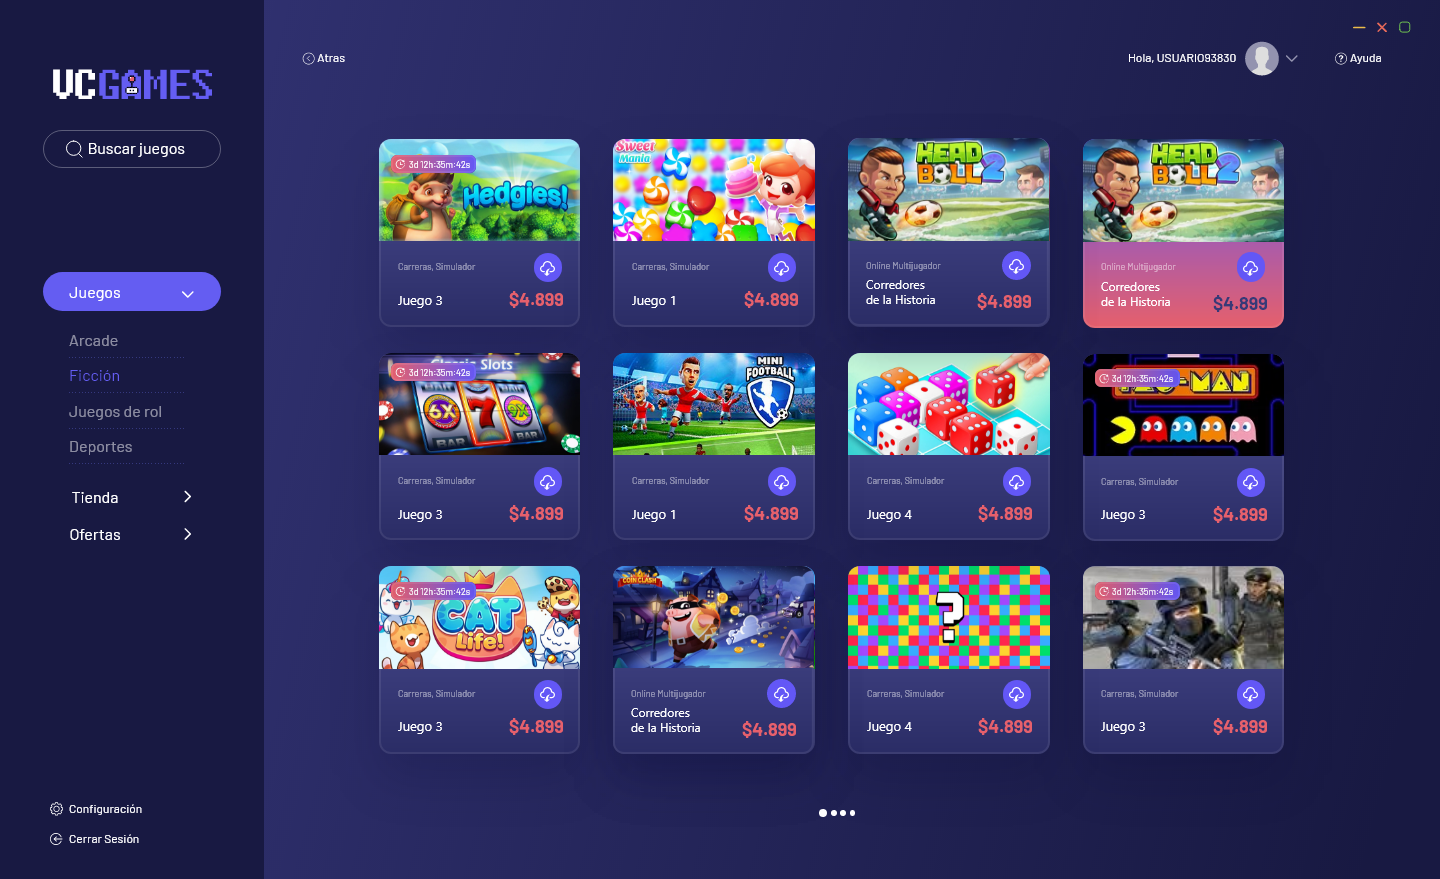 VCGAMES
Buscar juegos
Juegos
Arcade
Ficción
Juegos de rol
Deportes
Tienda
Ofertas
Configuración
Cerrar Sesión
Atras
Hola, USUARIO93830
Ayuda
3d 12h:35m:42s
Hedgies!
Carreras, Simulador
Juego 3
$4.899
Sweet
Mania
Carreras, Simulador
Juego 1
$4.899
HEAD
BALL 2
Online Multijugador
Corredores
de la Historia
$4.899
HEAD
BALL 2
Online Multijugador
Corredores
de la Historia
$4.899
Classic Slots
3d 12h:35m:42s
6X 7 9X
BAR BAR
Carreras, Simulador
Juego 3
$4.899
MINI
FOOTBALL
Carreras, Simulador
Juego 1
$4.899
Carreras, Simulador
Juego 4
$4.899
3d 12h:35m:42s
PAC-MAN
Carreras, Simulador
Juego 3
$4.899
3d 12h:35m:42s
CAT
Life!
Carreras, Simulador
Juego 3
$4.899
COIN CLASH
Online Multijugador
Corredores
de la Historia
$4.899
?
Carreras, Simulador
Juego 4
$4.899
3d 12h:35m:42s
Carreras, Simulador
Juego 3
$4.899